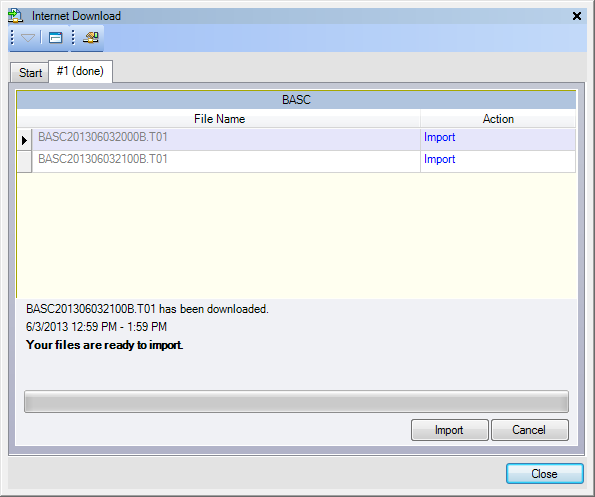 Internet Download
Start #1 (done)
BASC
File Name Action
BASC201306032000B.T01 Import
BASC201306032100B.T01 Import
BASC201306032100B.T01 has been downloaded.
6/3/2013 12:59 PM - 1:59 PM
Your files are ready to import.
Import Cancel
Close